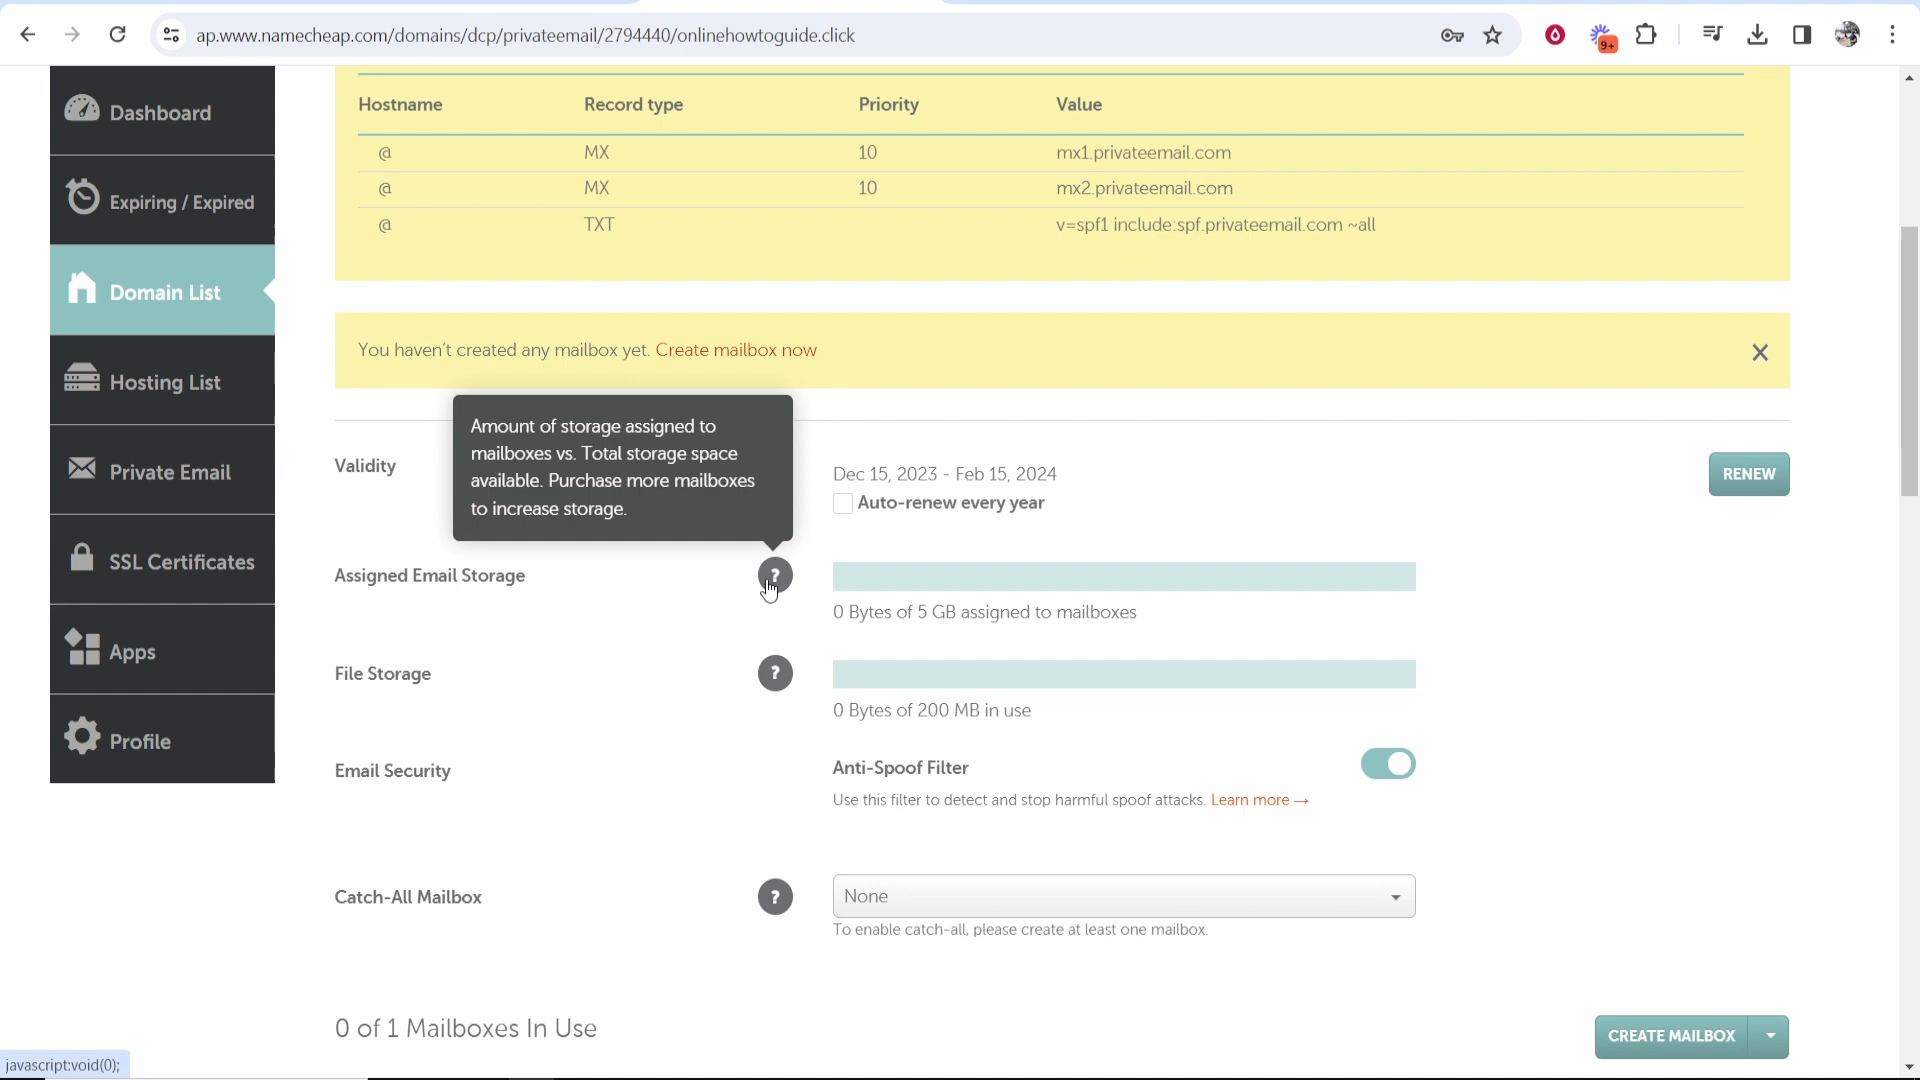 ap.www.namecheap.com/domains/dcp/privateemail/2794440/onlinehowtoguide.click
9+
Dashboard
Expiring / Expired
Domain List
Hosting List
Private Email
SSL Certificates
Apps
Profile
Hostname Record type Priority Value
@ MX 10 mx1.privateemail.com
@ MX 10 mx2.privateemail.com
@ TXT v=spf1 include:spf.privateemail.com ~all
You haven't created any mailbox yet. Create mailbox now
Amount of storage assigned to
mailboxes vs. Total storage space
available. Purchase more mailboxes
to increase storage.
Validity
Dec 15, 2023 - Feb 15, 2024
Auto-renew every year
RENEW
Assigned Email Storage ?
0 Bytes of 5 GB assigned to mailboxes
File Storage ?
0 Bytes of 200 MB in use
Email Security
Anti-Spoof Filter
Use this filter to detect and stop harmful spoof attacks. Learn more →
Catch-All Mailbox ? None
To enable catch-all, please create at least one mailbox.
0 of 1 Mailboxes In Use
CREATE MAILBOX
javascript:void(0);